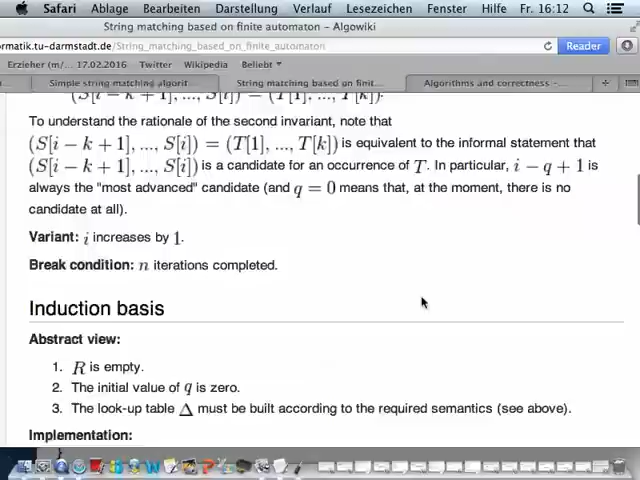 Safari Ablage Bearbeiten Darstellung Verlauf Lesezeichen Fenster Hilfe Fr. 16:12
String matching based on finite automaton - Algowiki
ormatik.tu-darmstadt.de/String_matching_based_on_finite_automaton Reader
Erzieher (m/... 17.02.2016 Twitter Wikipedia Beliebt
Simple string matching algorit... String matching based on finit... Algorithms and correctness – ...
(S[i − k + 1], ..., S[i]) = (T[1], ..., T[k]).
To understand the rationale of the second invariant, note that
(S[i − k + 1], ..., S[i]) = (T[1], ..., T[k]) is equivalent to the informal statement that
(S[i − k + 1], ..., S[i]) is a candidate for an occurrence of T. In particular, i − q + 1 is
always the "most advanced" candidate (and q = 0 means that, at the moment, there is no
candidate at all).
Variant: i increases by 1.
Break condition: n iterations completed.
Induction basis
Abstract view:
1. R is empty.
2. The initial value of q is zero.
3. The look-up table Δ must be built according to the required semantics (see above).
Implementation: